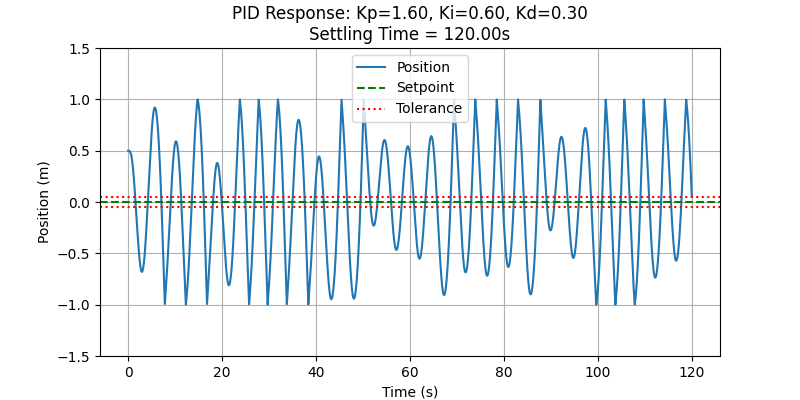 PID Response: Kp=1.60, Ki=0.60, Kd=0.30
Settling Time = 120.00s
Position
Setpoint
Tolerance
Position (m)
1.5
1.0
0.5
0.0
−0.5
−1.0
−1.5
0 20 40 60 80 100 120
Time (s)